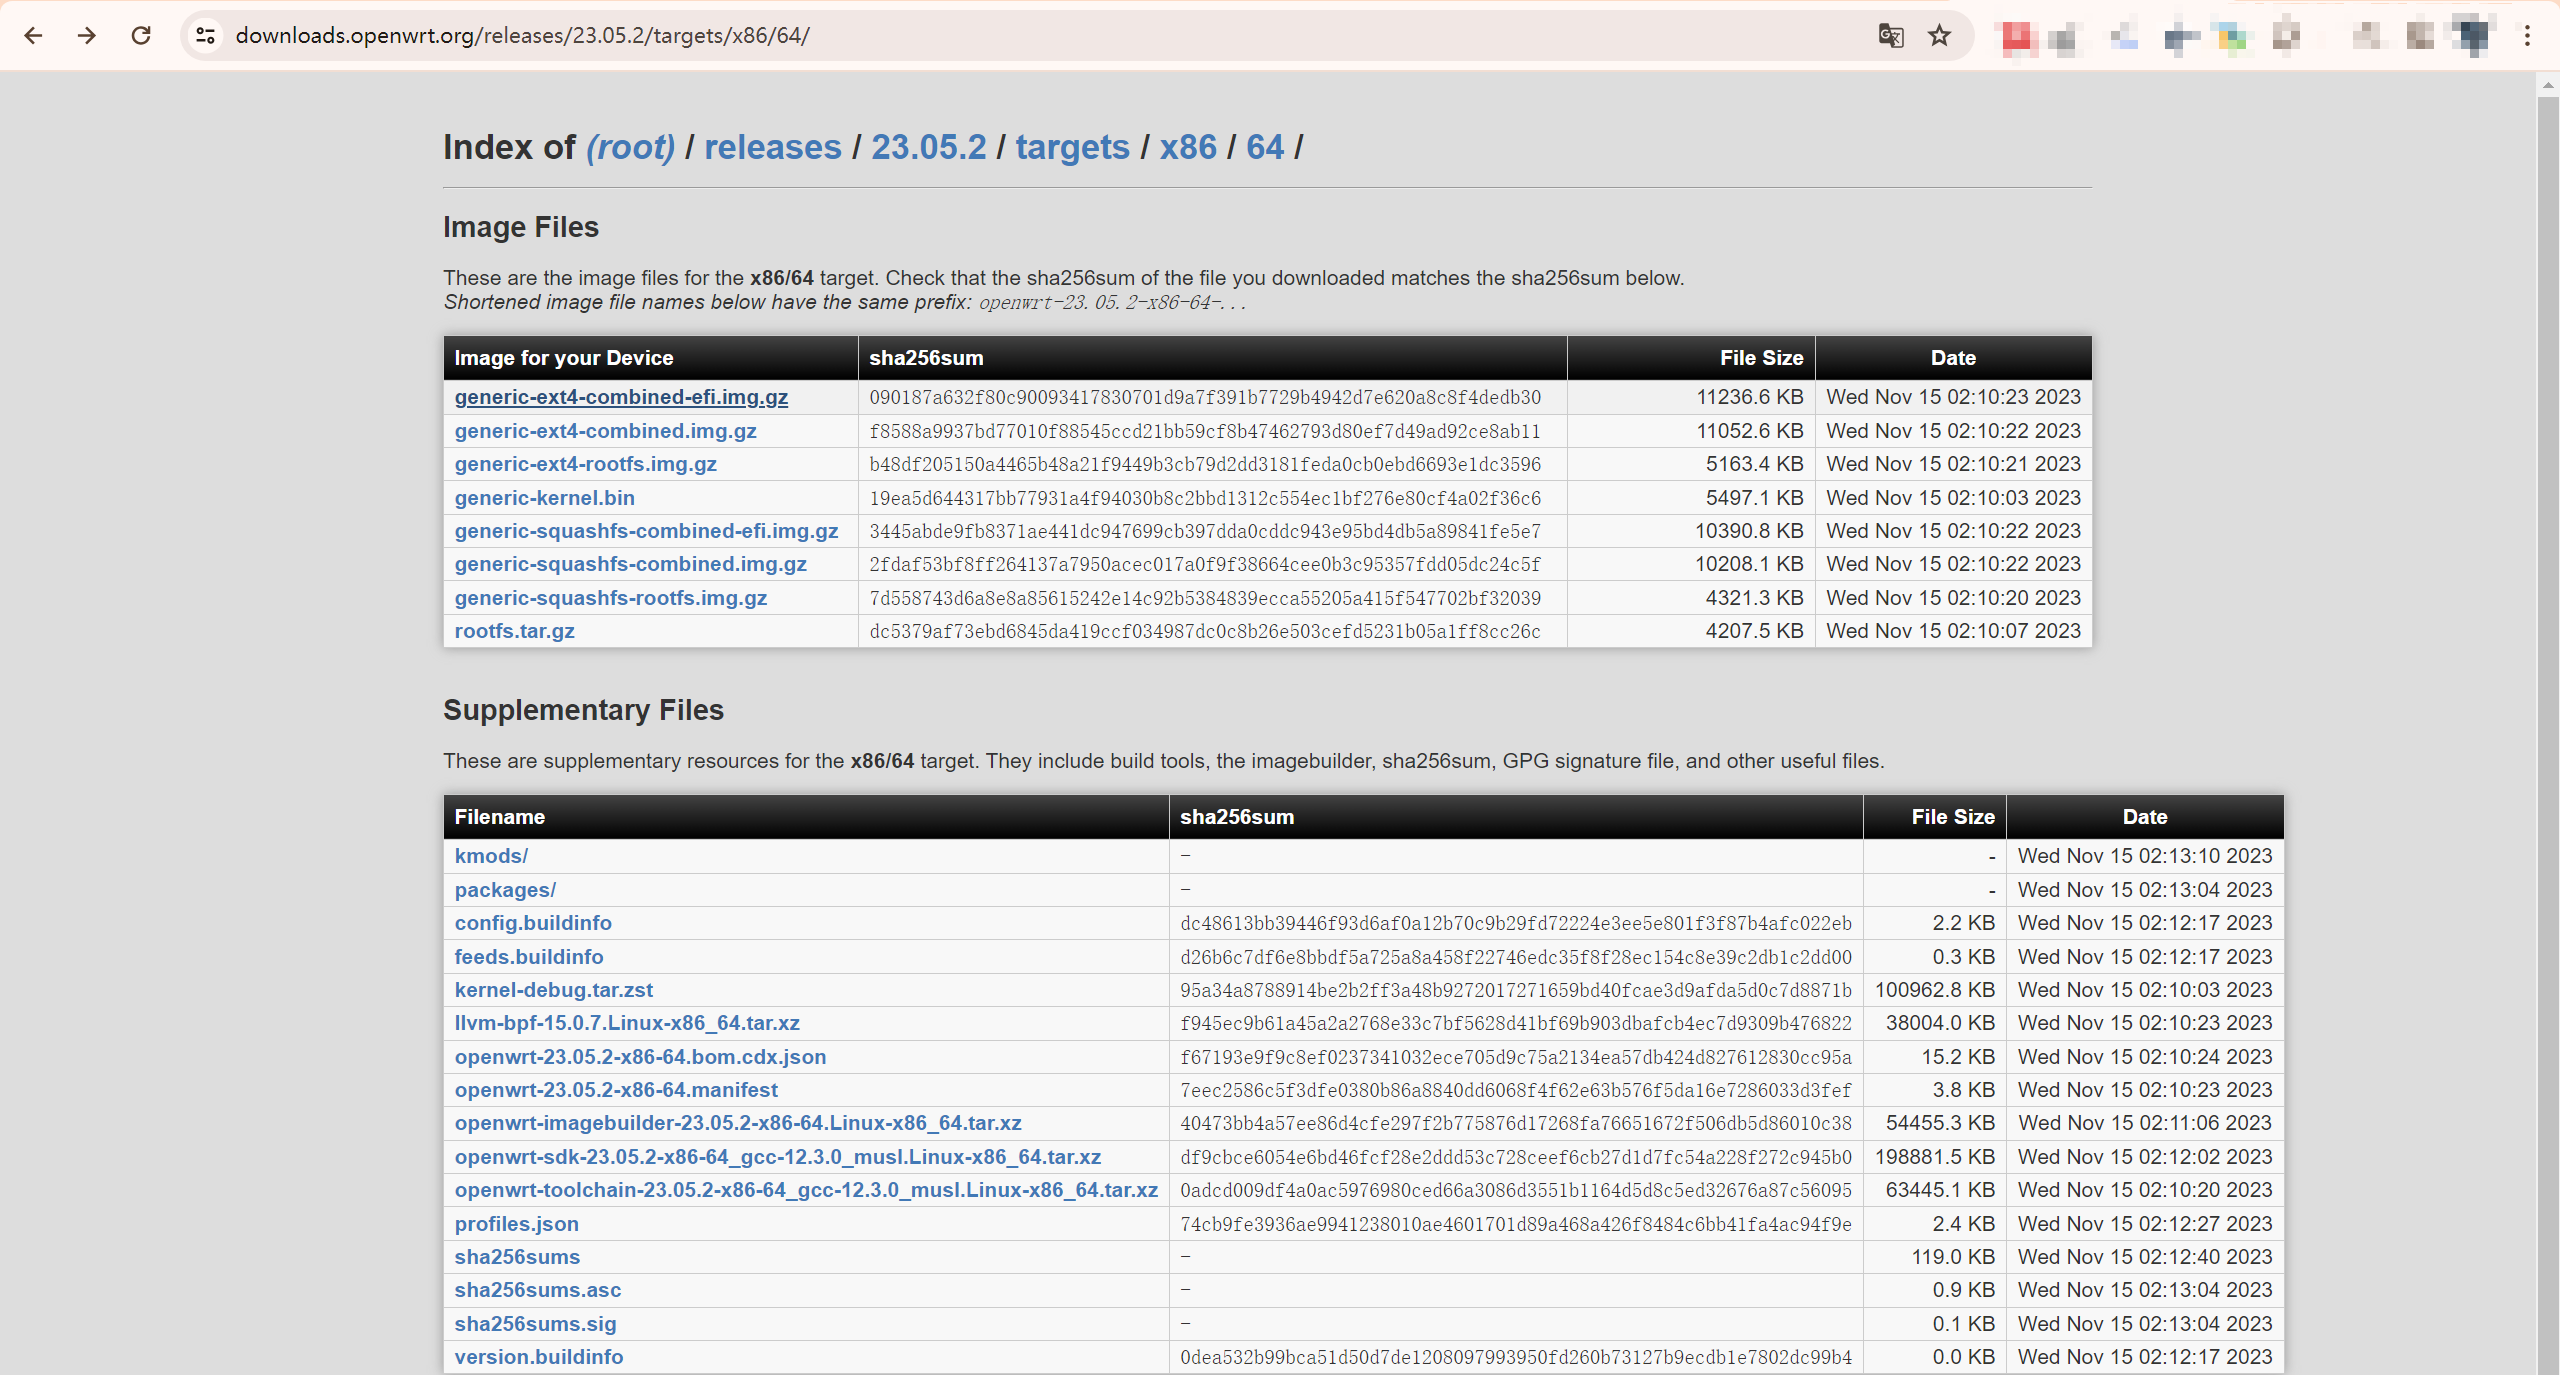 downloads.openwrt.org/releases/23.05.2/targets/x86/64/
Index of (root) / releases / 23.05.2 / targets / x86 / 64 /
Image Files
These are the image files for the x86/64 target. Check that the sha256sum of the file you downloaded matches the sha256sum below.
Shortened image file names below have the same prefix: openwrt-23.05.2-x86-64-...
Image for your Device sha256sum File Size Date
generic-ext4-combined-efi.img.gz 090187a632f80c90093417830701d9a7f391b7729b4942d7e620a8c8f4dedb30 11236.6 KB Wed Nov 15 02:10:23 2023
generic-ext4-combined.img.gz f8588a9937bd77010f88545ccd21bb59cf8b47462793d80ef7d49ad92ce8ab11 11052.6 KB Wed Nov 15 02:10:22 2023
generic-ext4-rootfs.img.gz b48df205150a4465b48a21f9449b3cb79d2dd3181feda0cb0ebd6693e1dc3596 5163.4 KB Wed Nov 15 02:10:21 2023
generic-kernel.bin 19ea5d644317bb77931a4f94030b8c2bbd1312c554ec1bf276e80cf4a02f36c6 5497.1 KB Wed Nov 15 02:10:03 2023
generic-squashfs-combined-efi.img.gz 3445abde9fb8371ae441dc947699cb397dda0cddc943e95bd4db5a89841fe5e7 10390.8 KB Wed Nov 15 02:10:22 2023
generic-squashfs-combined.img.gz 2fdaf53bf8ff264137a7950acec017a0f9f38664cee0b3c95357fdd05dc24c5f 10208.1 KB Wed Nov 15 02:10:22 2023
generic-squashfs-rootfs.img.gz 7d558743d6a8e8a85615242e14c92b5384839ecca55205a415f547702bf32039 4321.3 KB Wed Nov 15 02:10:20 2023
rootfs.tar.gz dc5379af73ebd6845da419ccf034987dc0c8b26e503cefd5231b05a1ff8cc26c 4207.5 KB Wed Nov 15 02:10:07 2023
Supplementary Files
These are supplementary resources for the x86/64 target. They include build tools, the imagebuilder, sha256sum, GPG signature file, and other useful files.
Filename sha256sum File Size Date
kmods/ - - Wed Nov 15 02:13:10 2023
packages/ - - Wed Nov 15 02:13:04 2023
config.buildinfo dc48613bb39446f93d6af0a12b70c9b29fd72224e3ee5e801f3f87b4afc022eb 2.2 KB Wed Nov 15 02:12:17 2023
feeds.buildinfo d26b6c7df6e8bbdf5a725a8a458f22746edc35f8f28ec154c8e39c2db1c2dd00 0.3 KB Wed Nov 15 02:12:17 2023
kernel-debug.tar.zst 95a34a8788914be2b2ff3a48b9272017271659bd40fcae3d9afda5d0c7d8871b 100962.8 KB Wed Nov 15 02:10:03 2023
llvm-bpf-15.0.7.Linux-x86_64.tar.xz f945ec9b61a45a2a2768e33c7bf5628d41bf69b903dbafcb4ec7d9309b476822 38004.0 KB Wed Nov 15 02:10:23 2023
openwrt-23.05.2-x86-64.bom.cdx.json f67193e9f9c8ef0237341032ece705d9c75a2134ea57db424d827612830cc95a 15.2 KB Wed Nov 15 02:10:24 2023
openwrt-23.05.2-x86-64.manifest 7eec2586c5f3dfe0380b86a8840dd6068f4f62e63b576f5da16e7286033d3fef 3.8 KB Wed Nov 15 02:10:23 2023
openwrt-imagebuilder-23.05.2-x86-64.Linux-x86_64.tar.xz 40473bb4a57ee86d4cfe297f2b775876d17268fa76651672f506db5d86010c38 54455.3 KB Wed Nov 15 02:11:06 2023
openwrt-sdk-23.05.2-x86-64_gcc-12.3.0_musl.Linux-x86_64.tar.xz df9cbce6054e6bd46fcf28e2ddd53c728ceef6cb27d1d7fc54a228f272c945b0 198881.5 KB Wed Nov 15 02:12:02 2023
openwrt-toolchain-23.05.2-x86-64_gcc-12.3.0_musl.Linux-x86_64.tar.xz 0adcd009df4a0ac5976980ced66a3086d3551b1164d5d8c5ed32676a87c56095 63445.1 KB Wed Nov 15 02:10:20 2023
profiles.json 74cb9fe3936ae9941238010ae4601701d89a468a426f8484c6bb41fa4ac94f9e 2.4 KB Wed Nov 15 02:12:27 2023
sha256sums - 119.0 KB Wed Nov 15 02:12:40 2023
sha256sums.asc - 0.9 KB Wed Nov 15 02:13:04 2023
sha256sums.sig - 0.1 KB Wed Nov 15 02:13:04 2023
version.buildinfo 0dea532b99bca51d50d7de1208097993950fd260b73127b9ecdb1e7802dc99b4 0.0 KB Wed Nov 15 02:12:17 2023